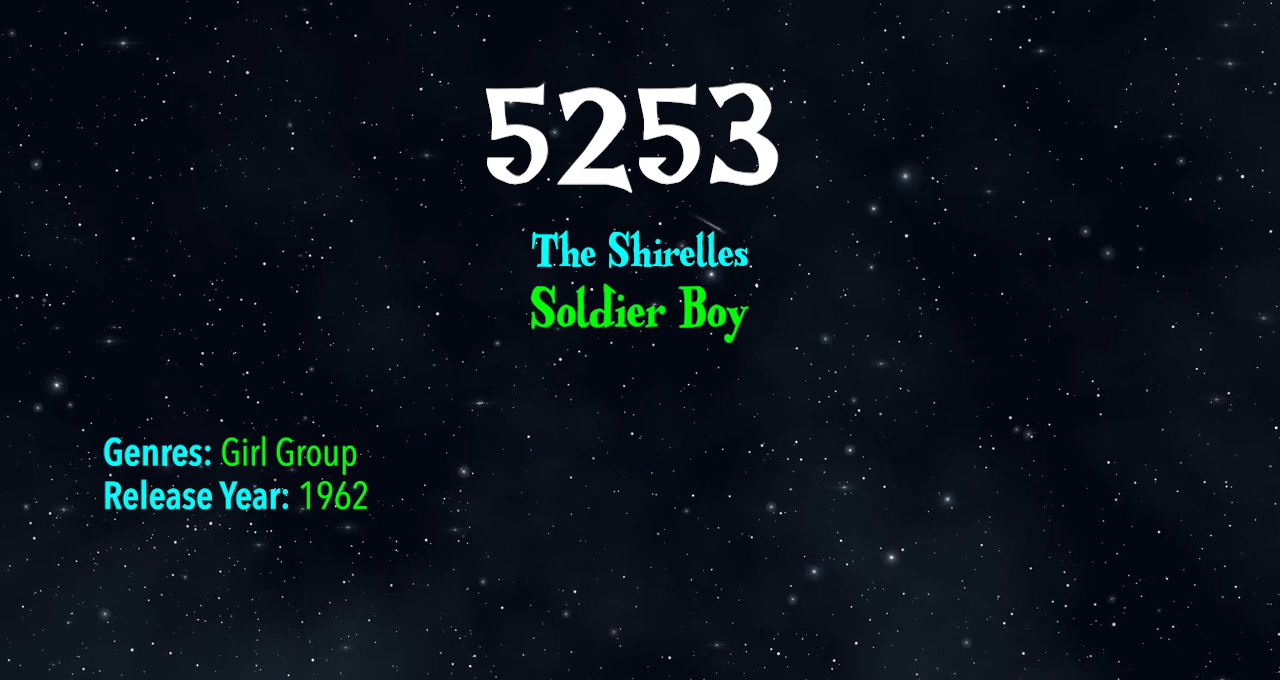 5253
The Shirelles
Soldier Boy
Genres: Girl Group
Release Year: 1962